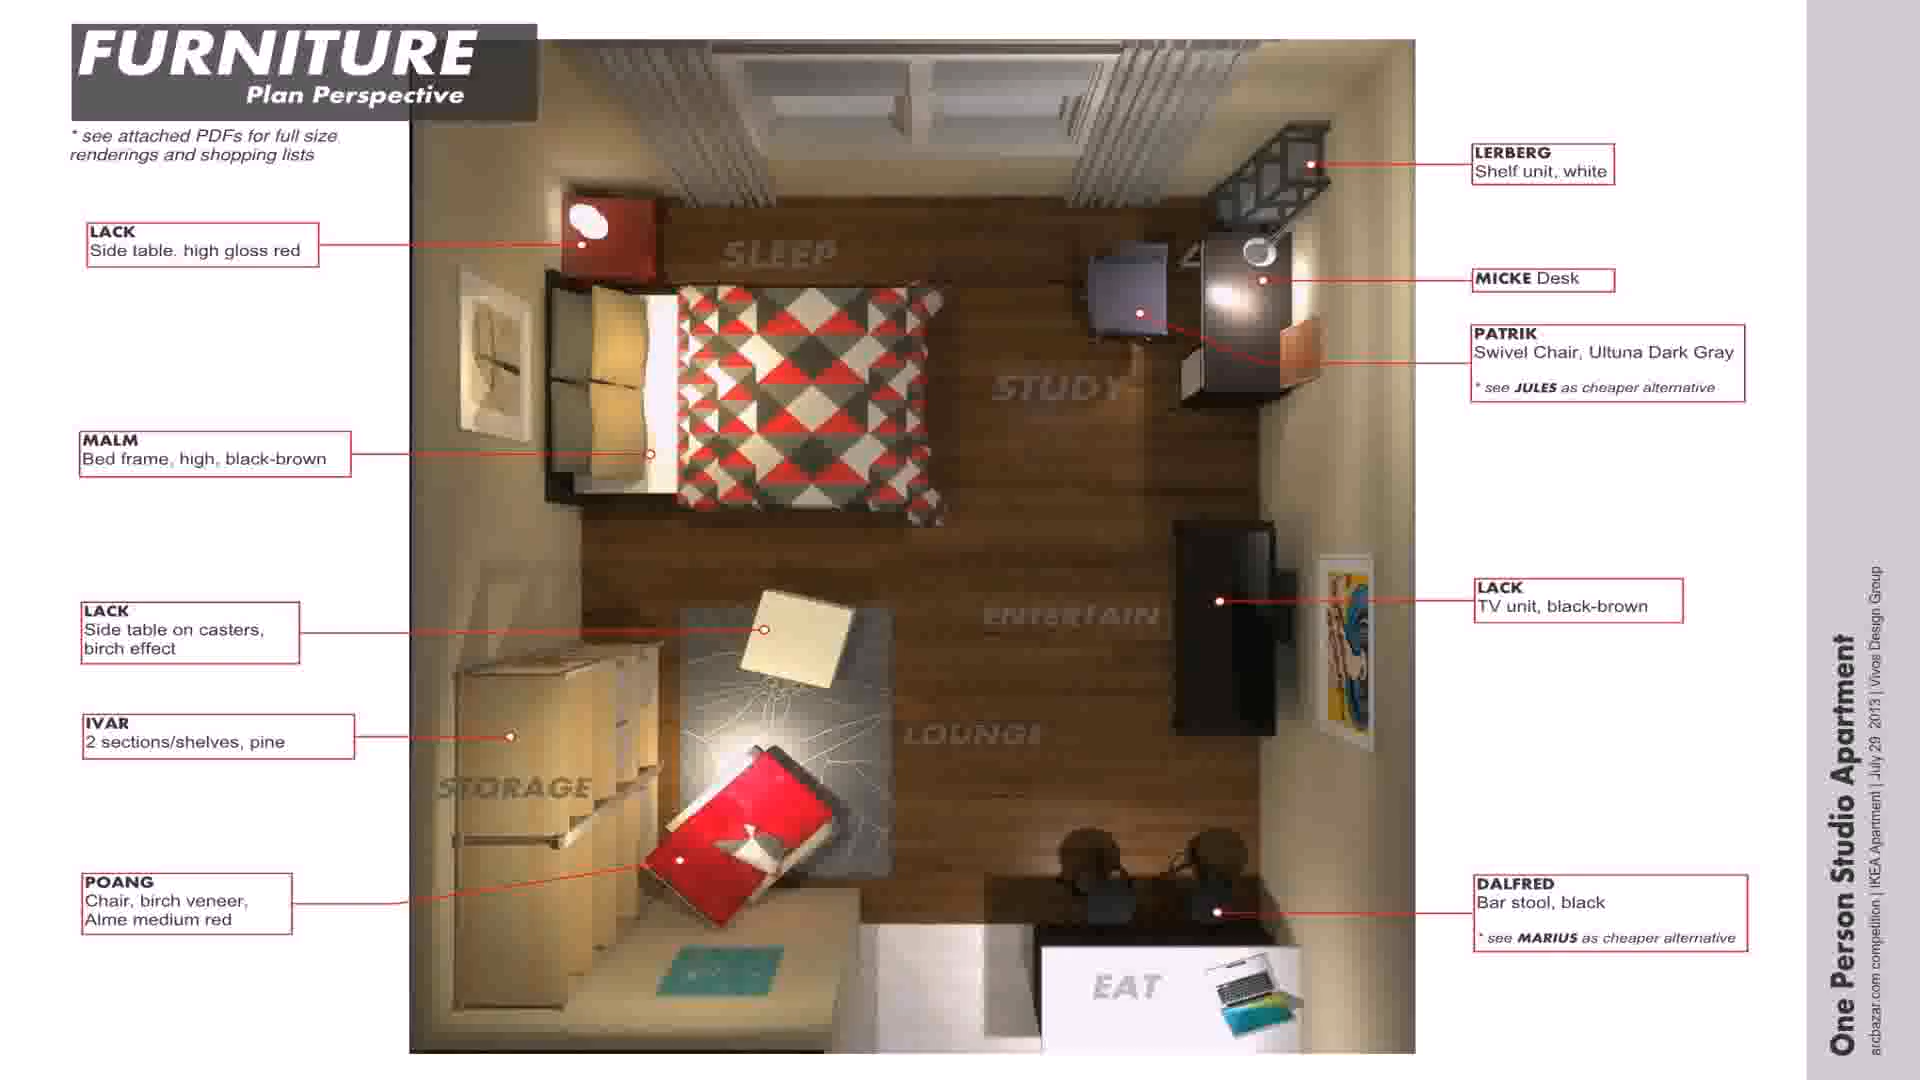 FURNITURE
Plan Perspective
* see attached PDFs for full size
renderings and shopping lists
LACK
Side table. high gloss red
MALM
Bed frame, high, black-brown
LACK
Side table on casters,
birch effect
IVAR
2 sections/shelves, pine
POANG
Chair, birch veneer,
Alme medium red
SLEEP
STUDY
ENTERTAIN
LOUNGE
STORAGE
EAT
LERBERG
Shelf unit, white
MICKE Desk
PATRIK
Swivel Chair, Ultuna Dark Gray
* see JULES as cheaper alternative
LACK
TV unit, black-brown
DALFRED
Bar stool, black
* see MARIUS as cheaper alternative
One Person Studio Apartment
arcbazar.com competition | IKEA Apartment | July 29 2013 | Vivos Design Group